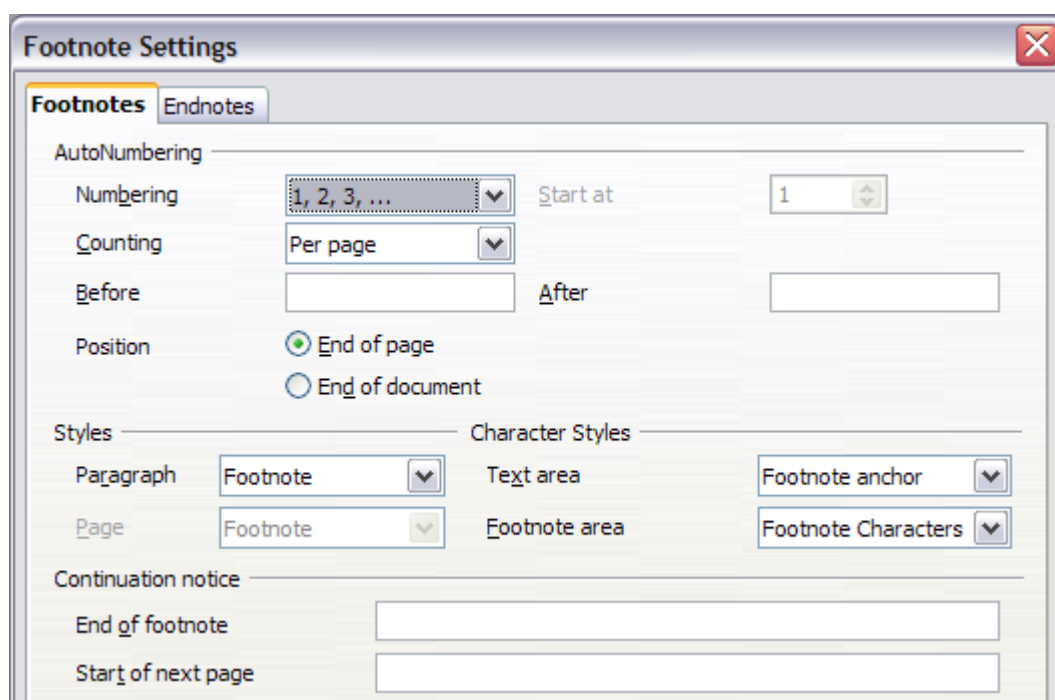 Footnote Settings
Footnotes Endnotes
AutoNumbering
Numbering 1, 2, 3, ... Start at 1
Counting Per page
Before After
Position End of page
End of document
Styles Character Styles
Paragraph Footnote Text area Footnote anchor
Page Footnote Footnote area Footnote Characters
Continuation notice
End of footnote
Start of next page